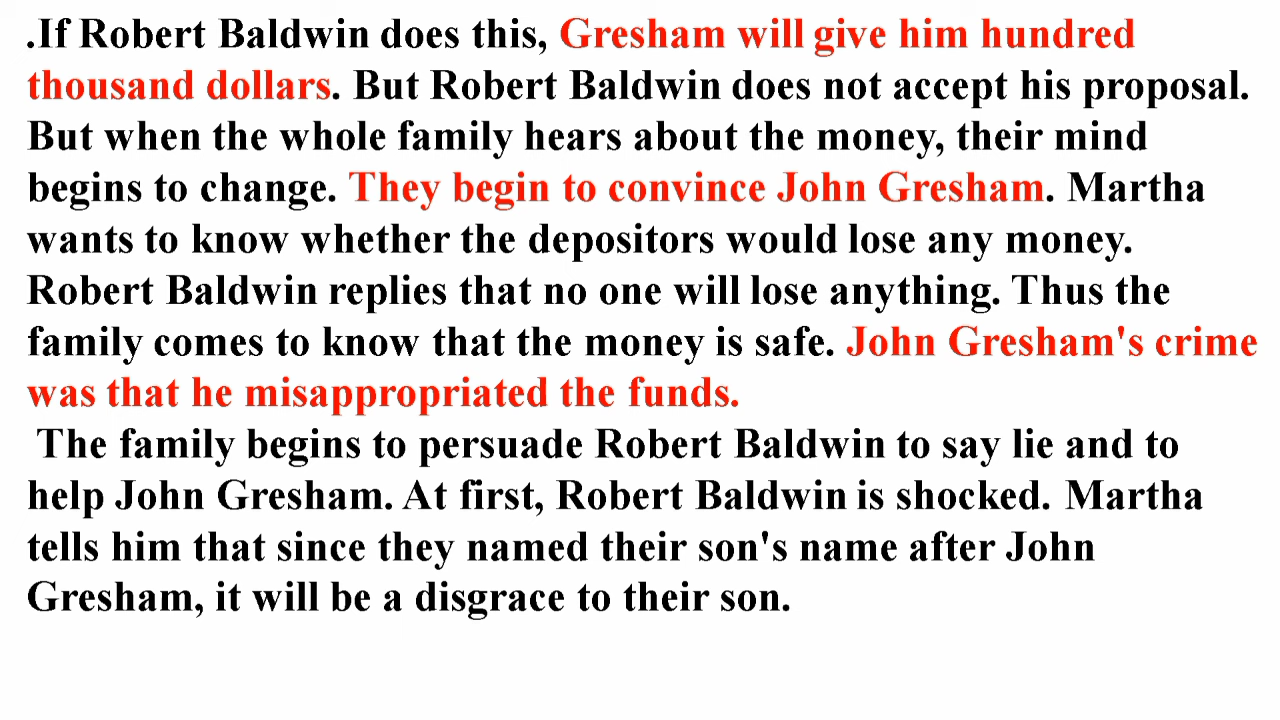 .If Robert Baldwin does this, Gresham will give him hundred
thousand dollars. But Robert Baldwin does not accept his proposal.
But when the whole family hears about the money, their mind
begins to change. They begin to convince John Gresham. Martha
wants to know whether the depositors would lose any money.
Robert Baldwin replies that no one will lose anything. Thus the
family comes to know that the money is safe. John Gresham's crime
was that he misappropriated the funds.
The family begins to persuade Robert Baldwin to say lie and to
help John Gresham. At first, Robert Baldwin is shocked. Martha
tells him that since they named their son's name after John
Gresham, it will be a disgrace to their son.